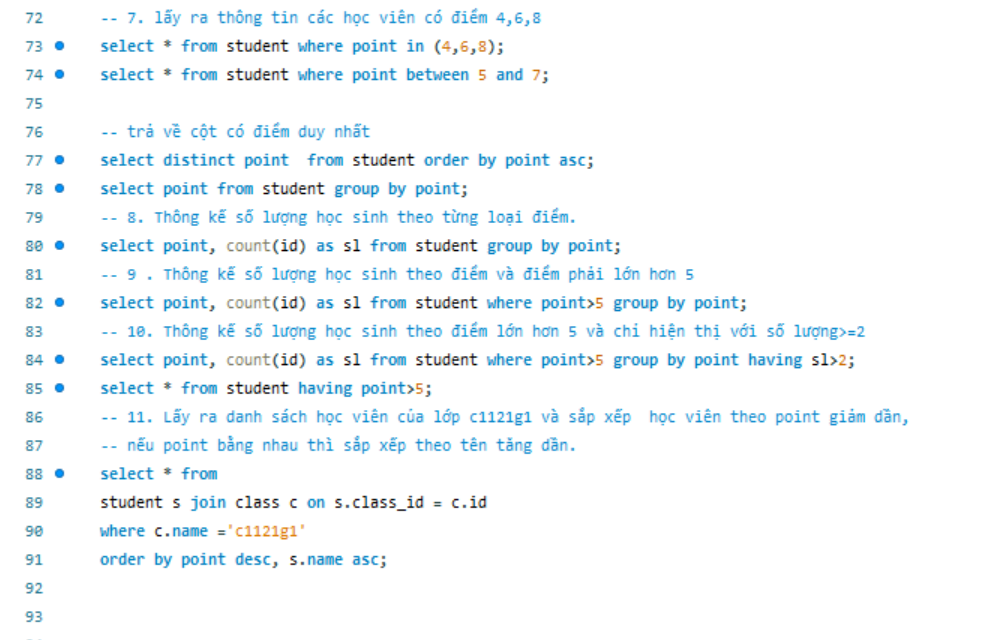 72 -- 7. lấy ra thông tin các học viên có điểm 4,6,8
73 select * from student where point in (4,6,8);
74 select * from student where point between 5 and 7;
75
76 -- trả về cột có điểm duy nhất
77 select distinct point  from student order by point asc;
78 select point from student group by point;
79 -- 8. Thông kế số lượng học sinh theo từng loại điểm.
80 select point, count(id) as sl from student group by point;
81 -- 9 . Thông kế số lượng học sinh theo điểm và điểm phải lớn hơn 5
82 select point, count(id) as sl from student where point>5 group by point;
83 -- 10. Thông kế số lượng học sinh theo điểm lớn hơn 5 và chỉ hiện thị với số lượng>=2
84 select point, count(id) as sl from student where point>5 group by point having sl>2;
85 select * from student having point>5;
86 -- 11. Lấy ra danh sách học viên của lớp c1121g1 và sắp xếp  học viên theo point giảm dần,
87 -- nếu point bằng nhau thì sắp xếp theo tên tăng dần.
88 select * from
89 student s join class c on s.class_id = c.id
90 where c.name ='c1121g1'
91 order by point desc, s.name asc;
92
93